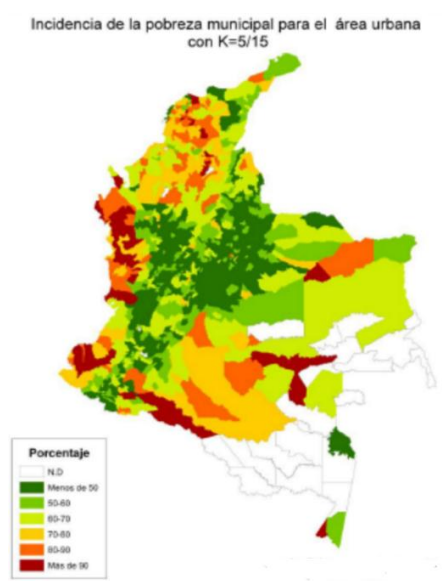 Incidencia de la pobreza municipal para el área urbana
con K=5/15
Porcentaje
N.D
Menos de 50
50-60
60-70
70-80
80-90
Más de 90